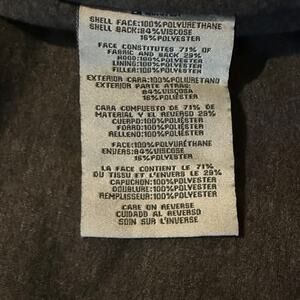 SHELL FACE:100%POLYURETHANE
SHELL BACK:84%VISCOSE
16%POLYESTER
FACE CONSTITUTES 71% OF
FABRIC AND BACK 29%
HOOD:100%POLYESTER
LINING:100%POLYESTER
FILLER:100%POLYESTER
EXTERIOR CARA:100%POLIURETANO
EXTERIOR PARTE ATRAS:
84%VISCOSA
16%POLIÉSTER
CARA COMPUESTO DE 71% DE
MATERIAL Y EL REVERSO 29%
CUERPO:100%POLIÉSTER
FORRO:100%POLIÉSTER
RELLENO:100%POLIÉSTER
FACE:100%POLYURÉTHANE
ENVERS:84%VISCOSE
16%POLYESTER
LA FACE CONTIENT LE 71%
DU TISSU ET L'ENVERS LE 29%
CAPUCHON:100%POLYESTER
DOUBLURE:100%POLYESTER
REMPLISSEUR:100%POLYESTER
CARE ON REVERSE
CUIDADO AL REVERSO
SOIN SUR L'INVERSE